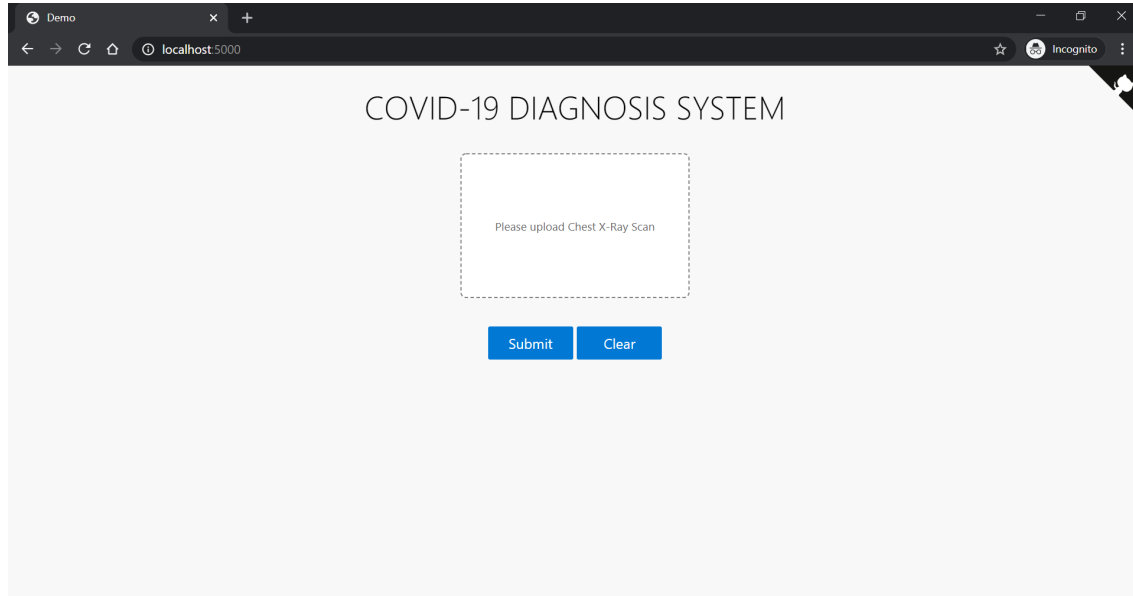 Demo
localhost:5000
Incognito
COVID-19 DIAGNOSIS SYSTEM
Please upload Chest X-Ray Scan
Submit Clear